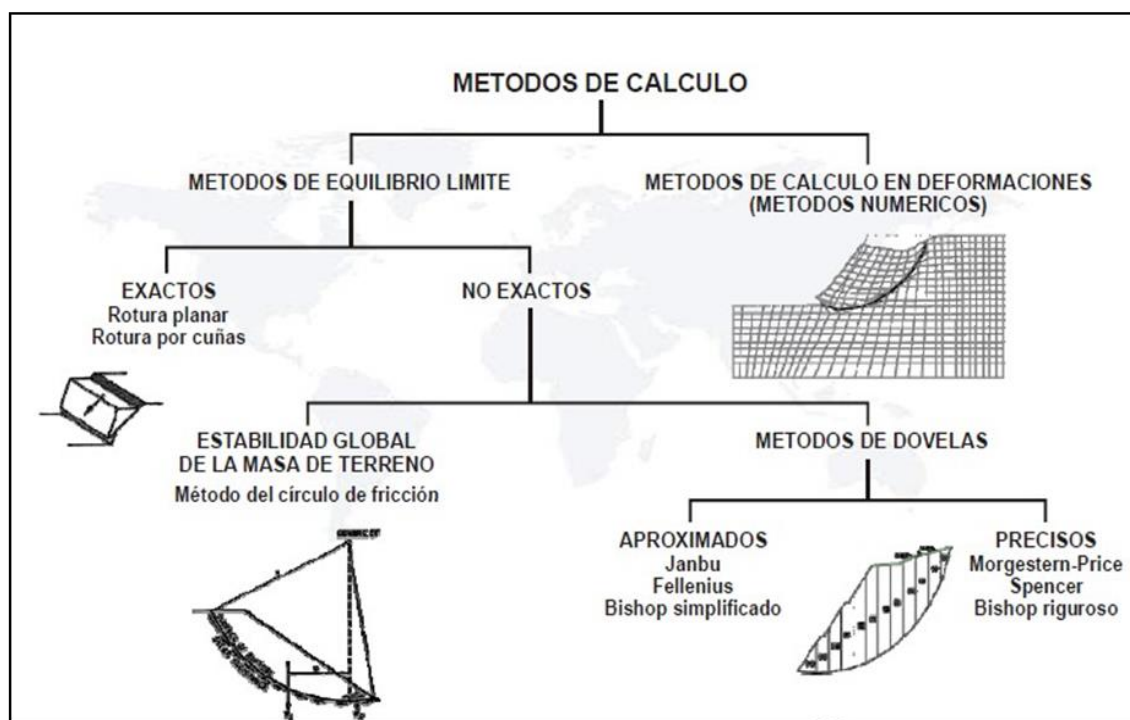 METODOS DE CALCULO
METODOS DE EQUILIBRIO LIMITE
METODOS DE CALCULO EN DEFORMACIONES
(METODOS NUMERICOS)
EXACTOS
Rotura planar
Rotura por cuñas
NO EXACTOS
ESTABILIDAD GLOBAL
DE LA MASA DE TERRENO
Método del círculo de fricción
METODOS DE DOVELAS
APROXIMADOS
Janbu
Fellenius
Bishop simplificado
PRECISOS
Morgestern-Price
Spencer
Bishop riguroso